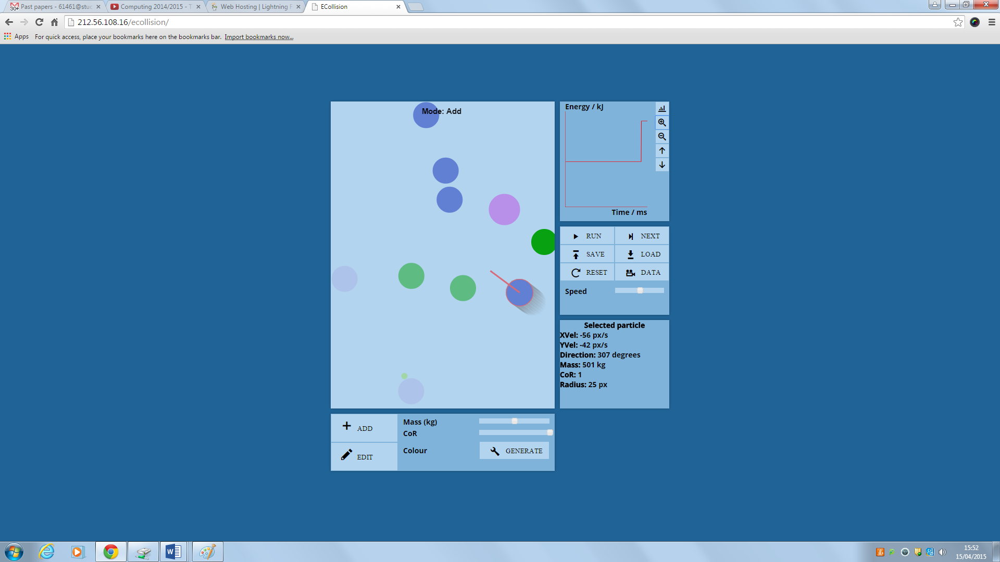 Past papers - 61461@stud
Computing 2014/2015 - T
Web Hosting | Lightning F
ECollision
212.56.108.16/ecollision/
Apps For quick access, place your bookmarks here on the bookmarks bar. Import bookmarks now...
Mode: Add
Energy / kJ
Time / ms
RUN NEXT
SAVE LOAD
RESET DATA
Speed
Selected particle
XVel: -56 px/s
YVel: -42 px/s
Direction: 307 degrees
Mass: 501 kg
CoR: 1
Radius: 25 px
ADD
EDIT
Mass (kg)
CoR
Colour GENERATE
15:52
15/04/2015